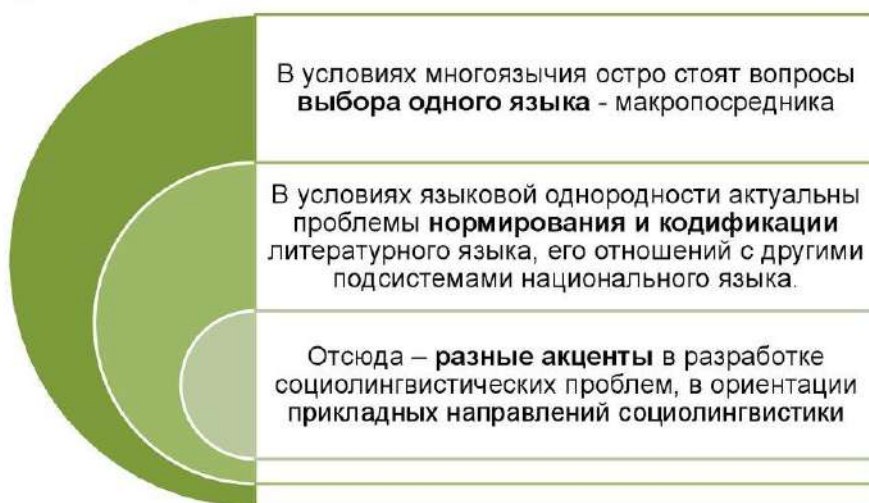 В условиях многоязычия остро стоят вопросы
выбора одного языка - макропосредника
В условиях языковой однородности актуальны
проблемы нормирования и кодификации
литературного языка, его отношений с другими
подсистемами национального языка.
Отсюда – разные акценты в разработке
социолингвистических проблем, в ориентации
прикладных направлений социолингвистики